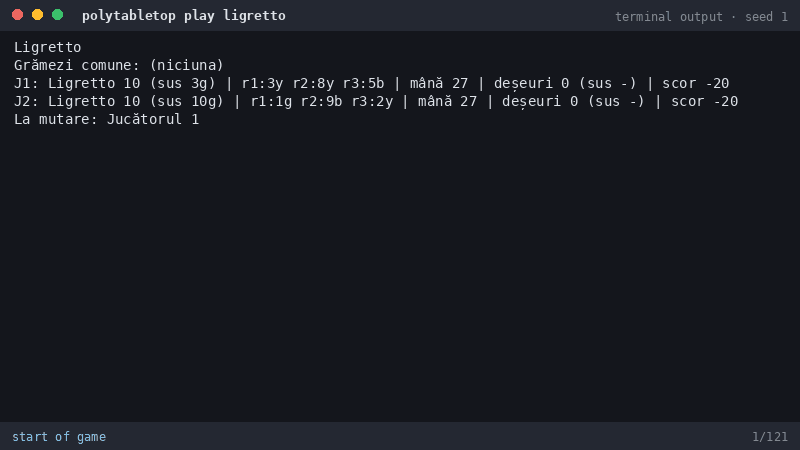 polytabletop play ligretto
terminal output · seed 1
Ligretto
Grămezi comune: (niciuna)
J1: Ligretto 10 (sus 3g) | r1:3y r2:8y r3:5b | mână 27 | deșeuri 0 (sus -) | scor -20
J2: Ligretto 10 (sus 10g) | r1:1g r2:9b r3:2y | mână 27 | deșeuri 0 (sus -) | scor -20
La mutare: Jucătorul 1
start of game
1/121